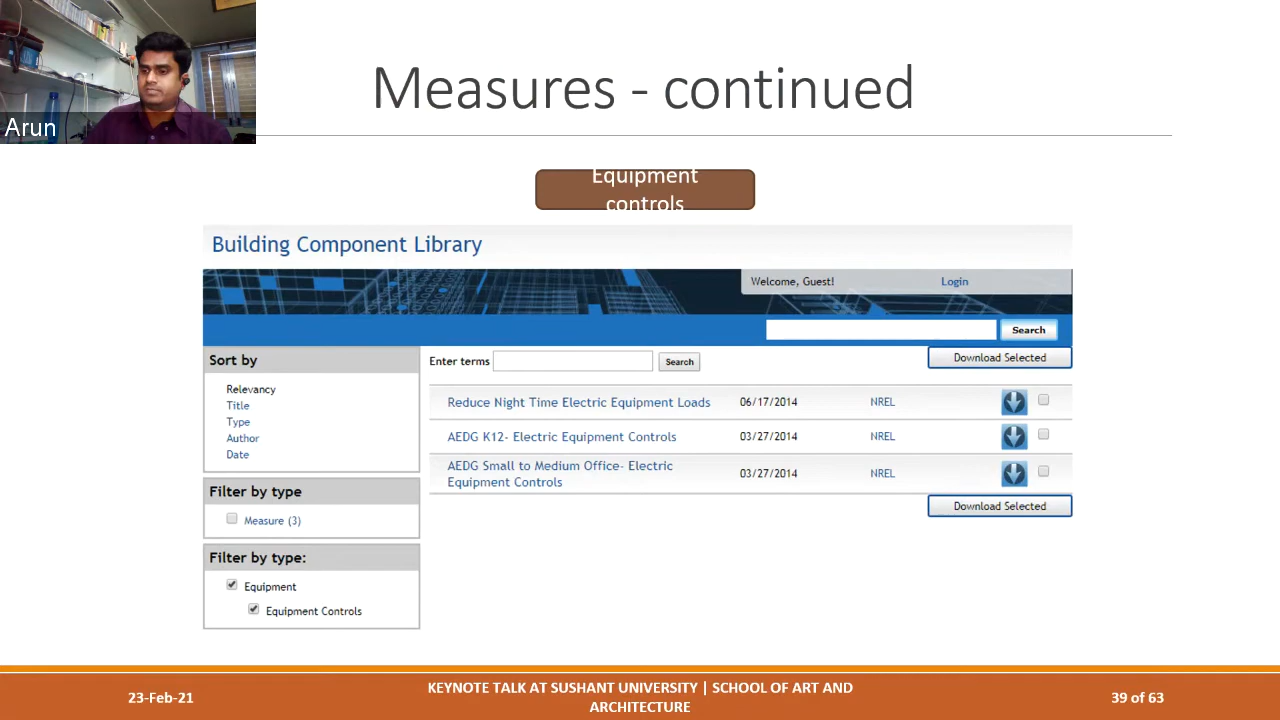 Arun
Measures - continued
Equipment
controls
Building Component Library
Welcome, Guest!
Login
Search
Sort by
Relevancy
Title
Type
Author
Date
Filter by type
Measure (3)
Filter by type:
Equipment
Equipment Controls
Enter terms
Search
Download Selected
Reduce Night Time Electric Equipment Loads 06/17/2014 NREL
AEDG K12- Electric Equipment Controls 03/27/2014 NREL
AEDG Small to Medium Office- Electric
Equipment Controls 03/27/2014 NREL
Download Selected
23-Feb-21
KEYNOTE TALK AT SUSHANT UNIVERSITY | SCHOOL OF ART AND
ARCHITECTURE
39 of 63